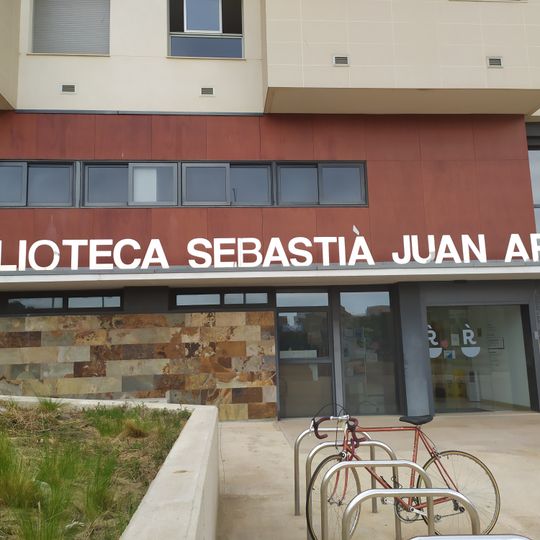 LIOTECA SEBASTIÀ JUAN AR
R̀ R̀